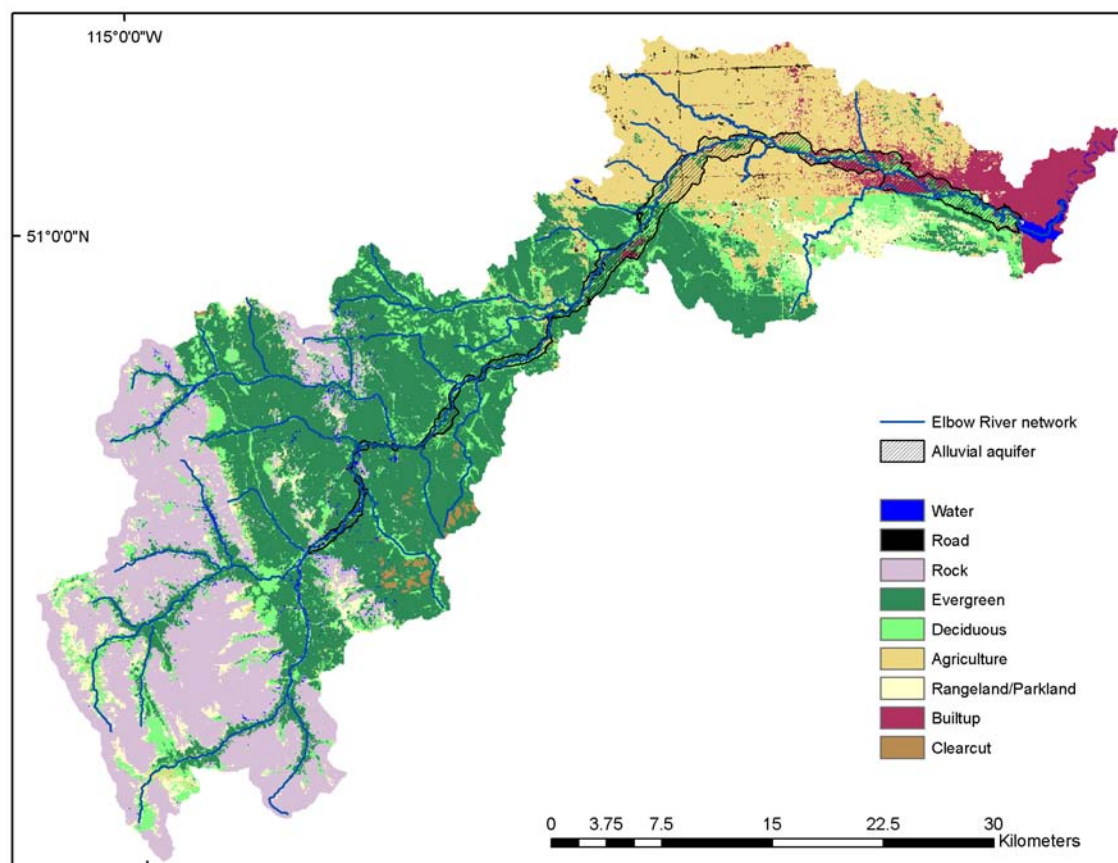 115°0'0"W
51°0'0"N
Elbow River network
Alluvial aquifer
Water
Road
Rock
Evergreen
Deciduous
Agriculture
Rangeland/Parkland
Builtup
Clearcut
0 3.75 7.5 15 22.5 30
Kilometers